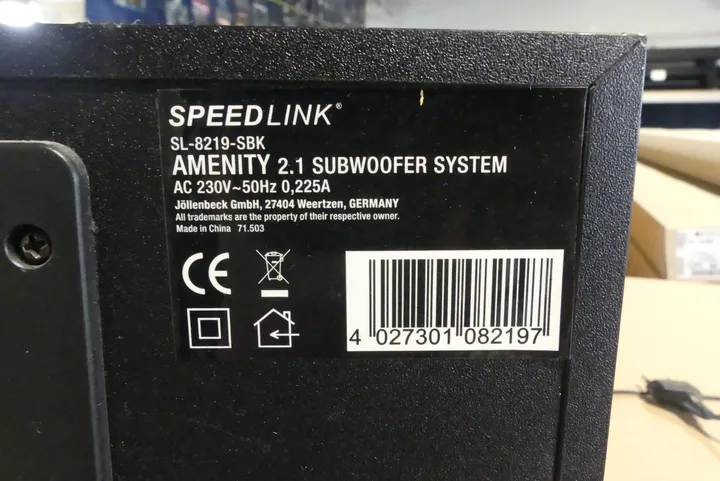 SPEEDLINK®
SL-8219-SBK
AMENITY 2.1 SUBWOOFER SYSTEM
AC 230V~50Hz 0,225A
Jöllenbeck GmbH, 27404 Weertzen, GERMANY
All trademarks are the property of their respective owner.
Made in China 71.503
CE
4 027301 082197